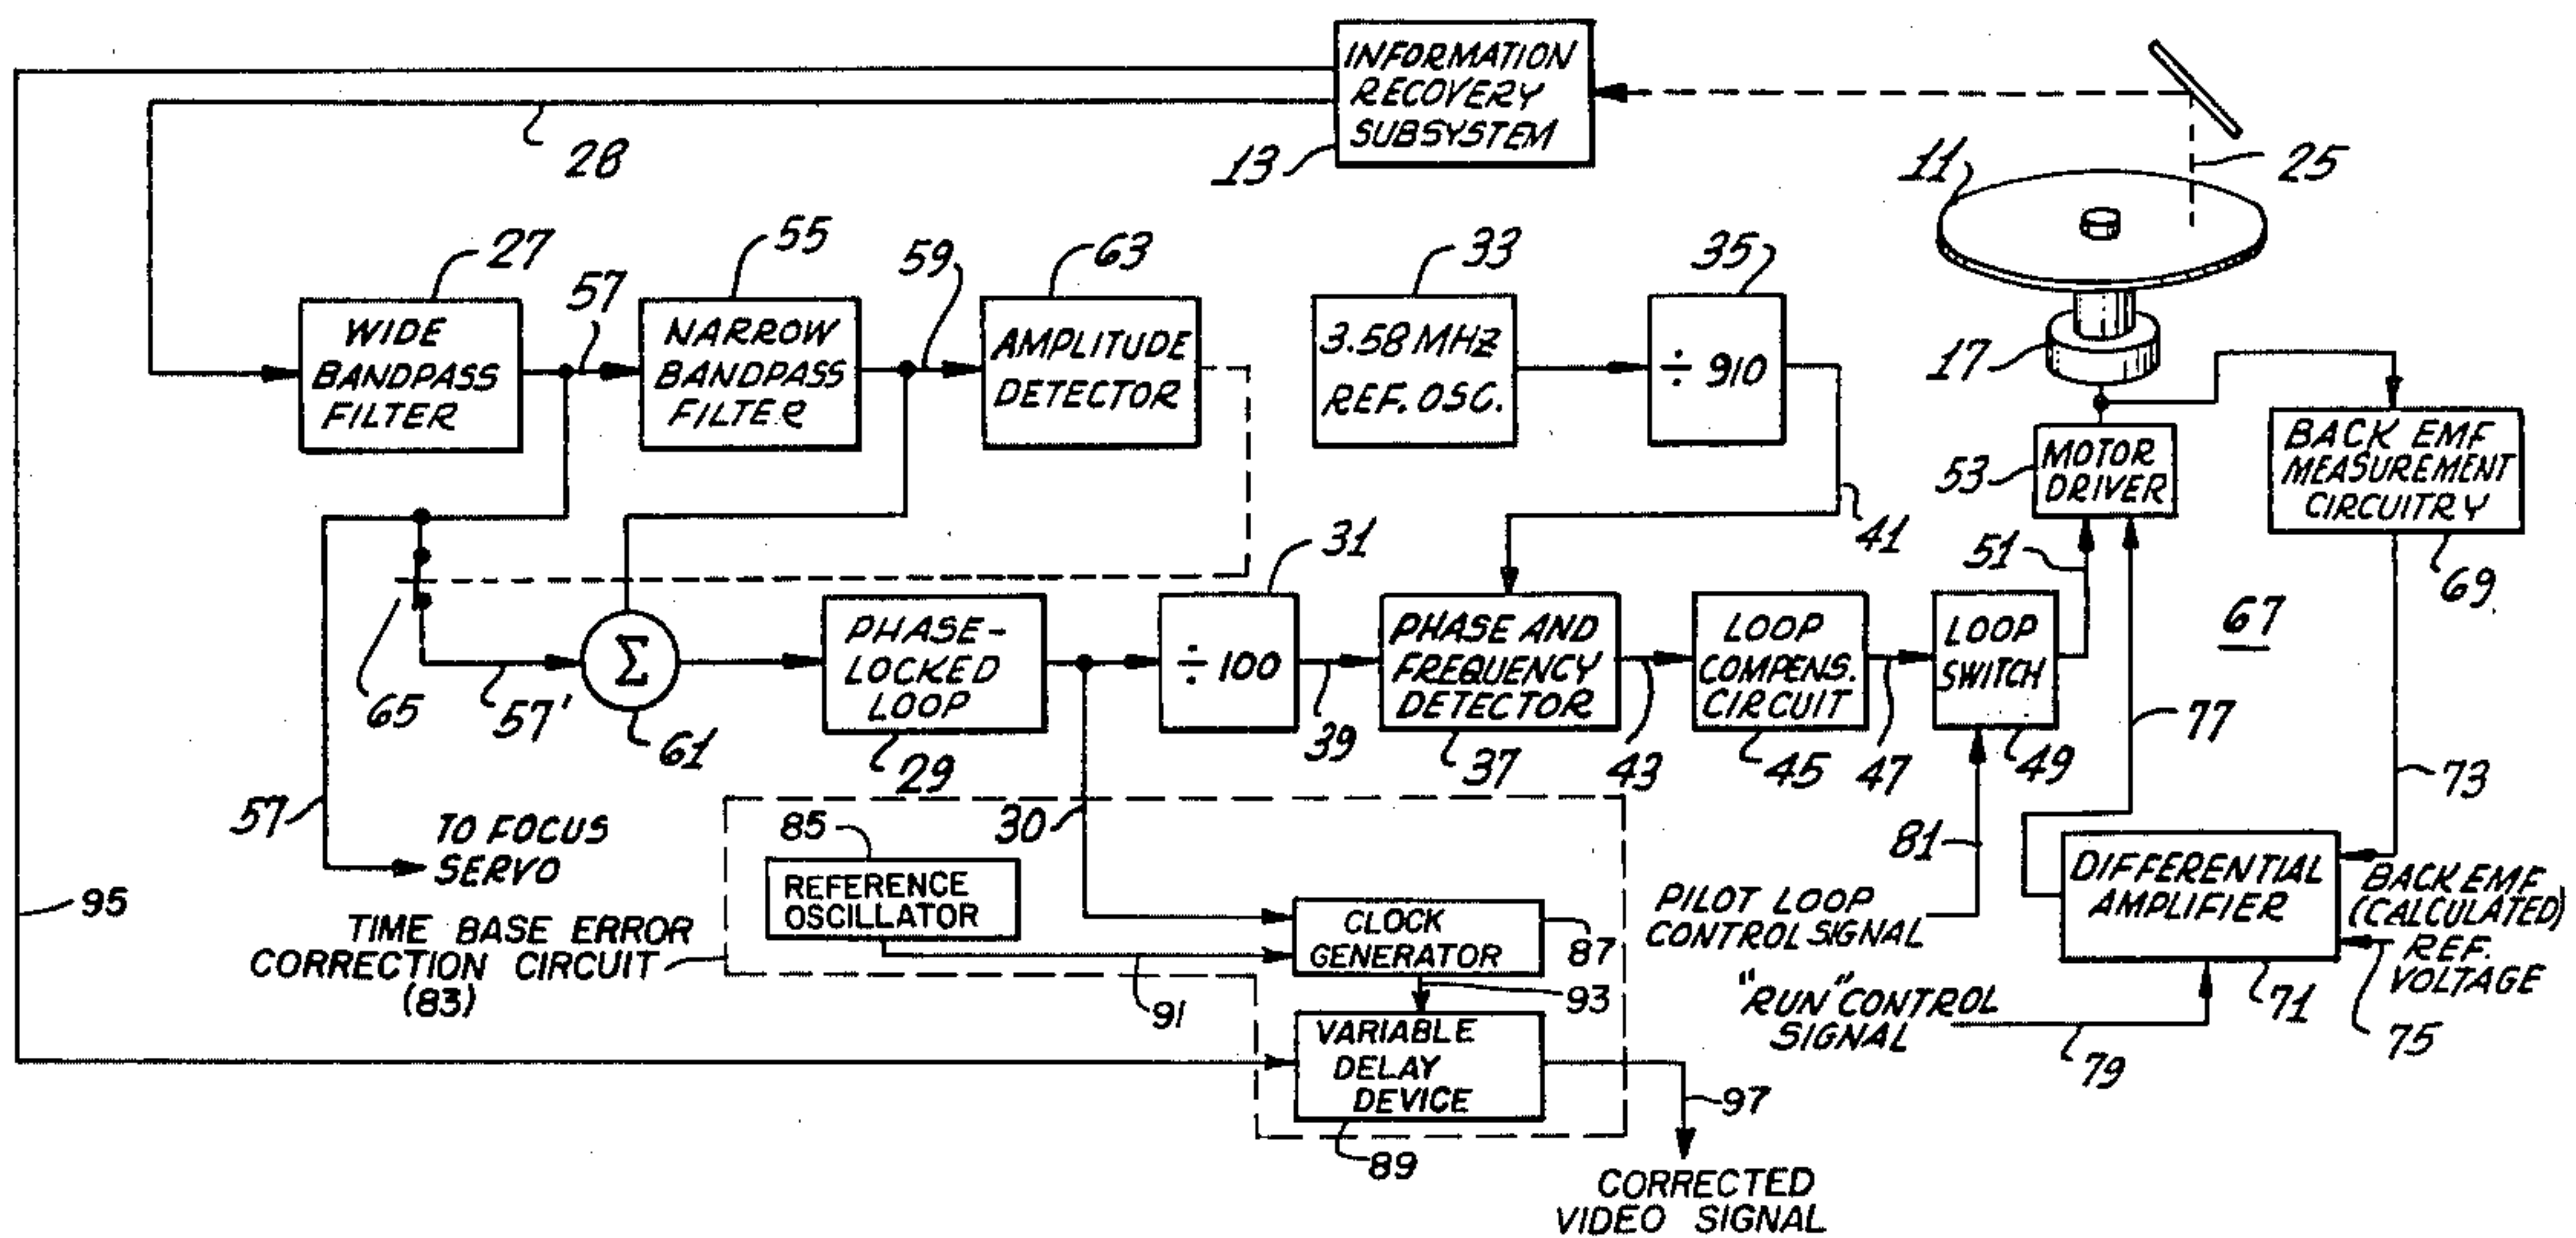 INFORMATION
RECOVERY
SUBSYSTEM
13
28
25
11
17
27
WIDE
BANDPASS
FILTER
57
55
NARROW
BANDPASS
FILTER
59
63
AMPLITUDE
DETECTOR
33
3.58 MHZ
REF. OSC.
35
÷ 910
41
53
MOTOR
DRIVER
BACK EMF
MEASUREMENT
CIRCUITRY
69
67
65
57'
Σ
61
PHASE-
LOCKED
LOOP
29
31
÷ 100
39
PHASE AND
FREQUENCY
DETECTOR
37
43
LOOP
COMPENS.
CIRCUIT
45
47
LOOP
SWITCH
49
51
77
73
57
TO FOCUS
SERVO
95
TIME BASE ERROR
CORRECTION CIRCUIT
(83)
85
REFERENCE
OSCILLATOR
30
CLOCK
GENERATOR
87
91
93
VARIABLE
DELAY
DEVICE
89
97
CORRECTED
VIDEO SIGNAL
81
PILOT LOOP
CONTROL SIGNAL
DIFFERENTIAL
AMPLIFIER
71
BACK EMF
(CALCULATED)
REF.
VOLTAGE
75
"RUN" CONTROL
SIGNAL
79